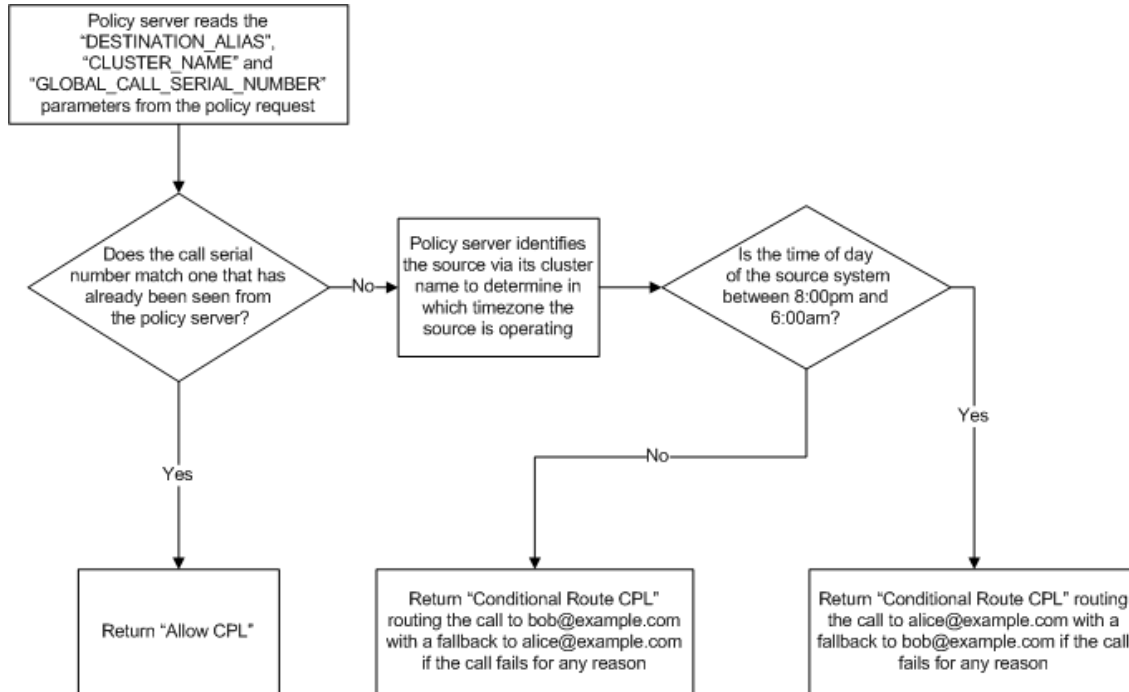 Policy server reads the
“DESTINATION_ALIAS”,
“CLUSTER_NAME” and
“GLOBAL_CALL_SERIAL_NUMBER”
parameters from the policy request
Does the call serial
number match one that has
already been seen from
the policy server?
No
Policy server identifies
the source via its cluster
name to determine in
which timezone the
source is operating
Is the time of day
of the source system
between 8:00pm and
6:00am?
Yes
No
Yes
Return “Allow CPL”
Return “Conditional Route CPL”
routing the call to bob@example.com
with a fallback to alice@example.com
if the call fails for any reason
Return “Conditional Route CPL” routing
the call to alice@example.com with a
fallback to bob@example.com if the call
fails for any reason